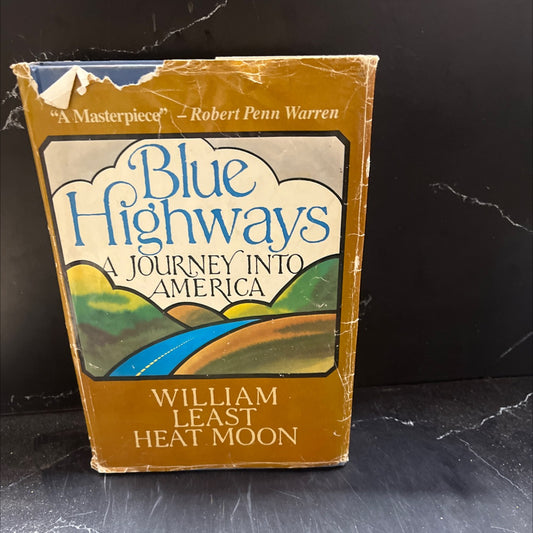 "A Masterpiece" – Robert Penn Warren
Blue
Highways
A JOURNEY INTO
AMERICA
WILLIAM
LEAST
HEAT MOON